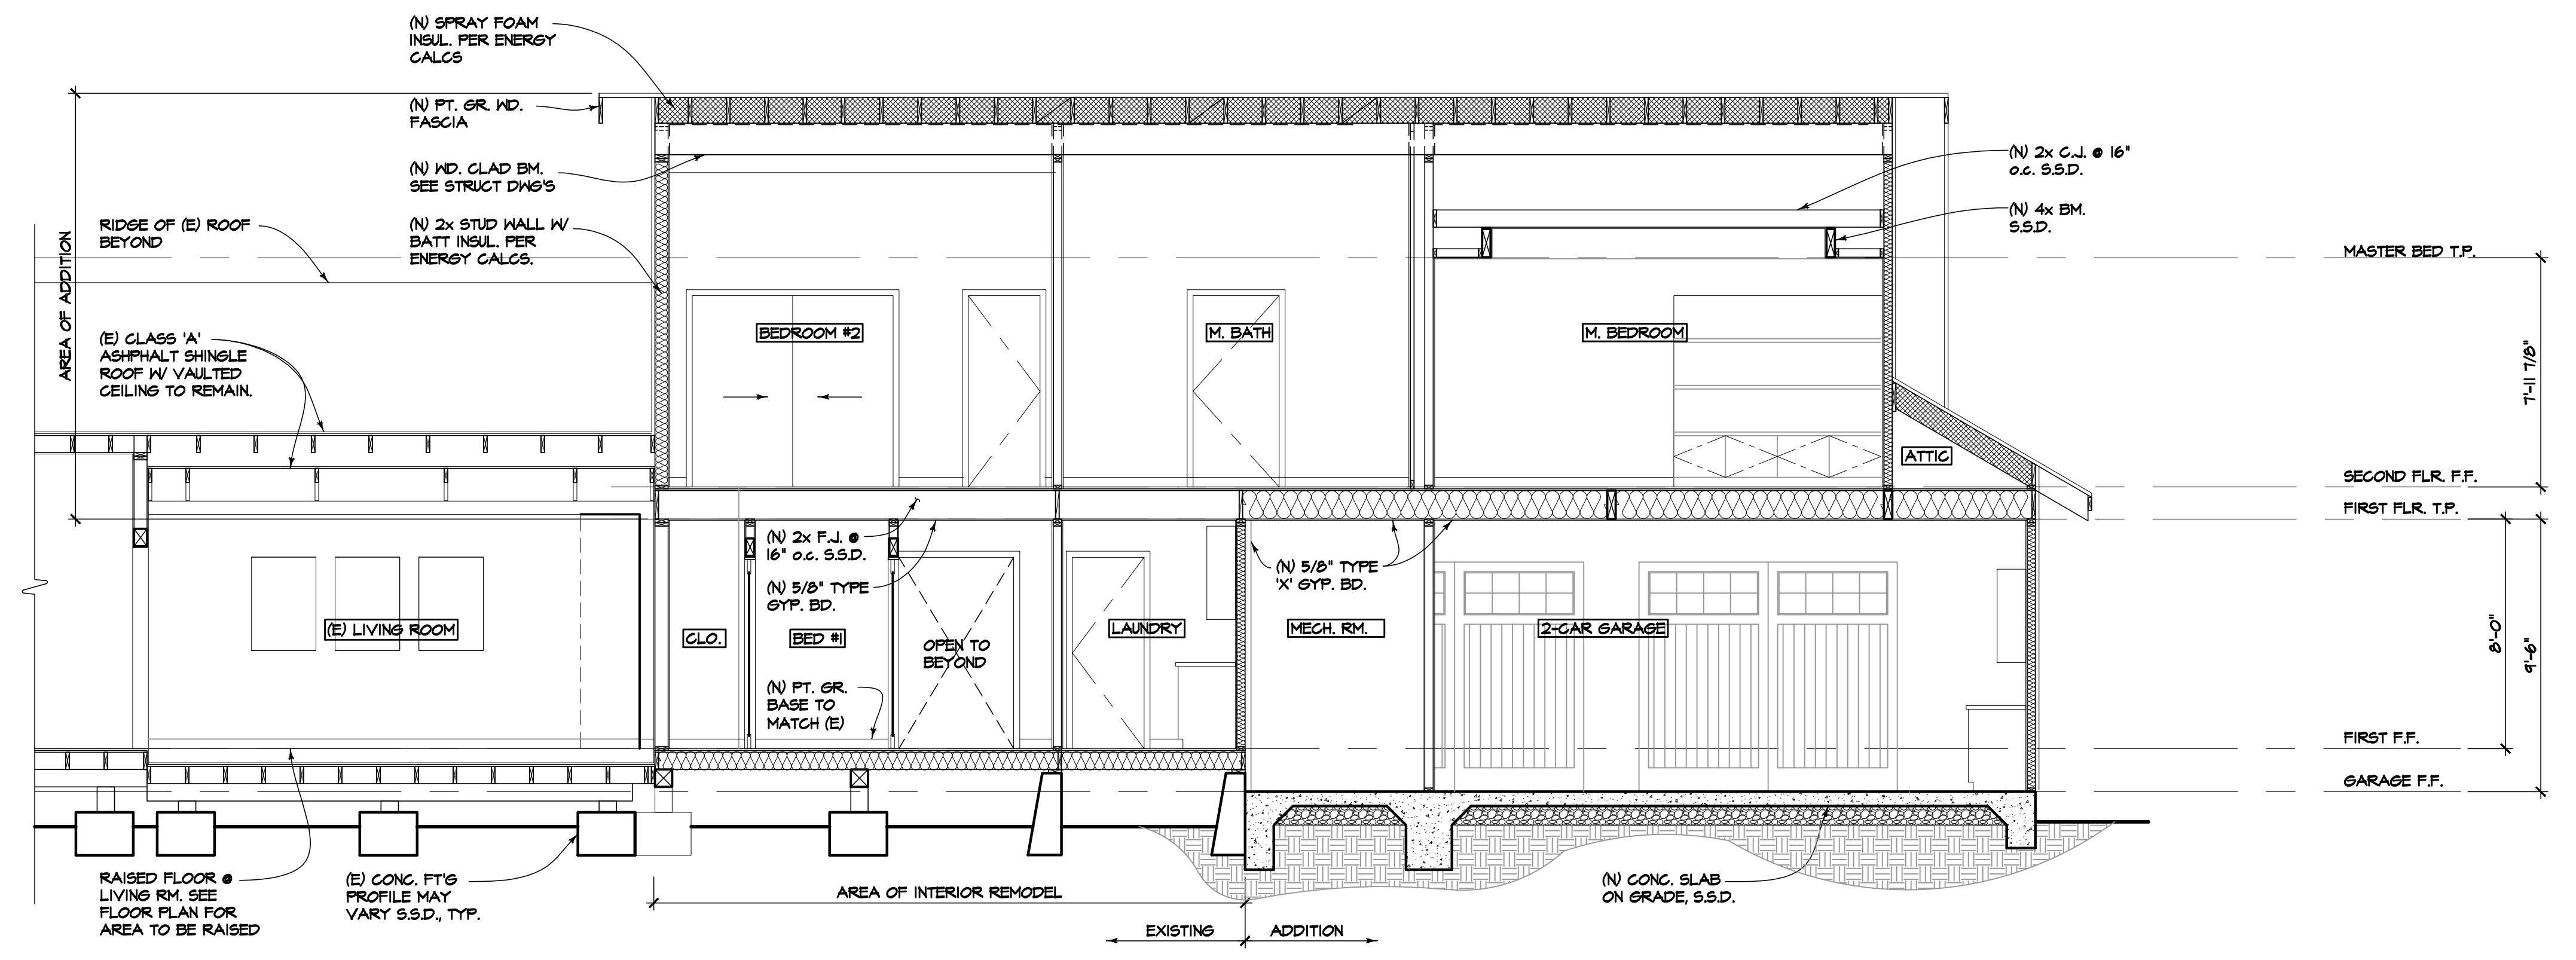 (N) SPRAY FOAM
INSUL. PER ENERGY
CALCS
(N) PT. GR. WD.
FASCIA
(N) WD. CLAD BM.
SEE STRUCT DWG'S
(N) 2x STUD WALL W/
BATT INSUL. PER
ENERGY CALCS.
AREA OF ADDITION
RIDGE OF (E) ROOF
BEYOND
(E) CLASS 'A'
ASHPHALT SHINGLE
ROOF W/ VAULTED
CEILING TO REMAIN.
(N) 2x C.J. @ 16"
o.c. S.S.D.
(N) 4x BM.
S.S.D.
MASTER BED T.P.
BEDROOM #2
M. BATH
M. BEDROOM
7'-11 7/8"
ATTIC
SECOND FLR. F.F.
FIRST FLR. T.P.
(N) 2x F.J. @
16" o.c. S.S.D.
(N) 5/8" TYPE
GYP. BD.
(N) 5/8" TYPE
'X' GYP. BD.
(E) LIVING ROOM
CLO.
BED #1
OPEN TO
BEYOND
LAUNDRY
MECH. RM.
2-CAR GARAGE
8'-0"
9'-6"
(N) PT. GR.
BASE TO
MATCH (E)
FIRST F.F.
GARAGE F.F.
RAISED FLOOR @
LIVING RM. SEE
FLOOR PLAN FOR
AREA TO BE RAISED
(E) CONC. FT'G
PROFILE MAY
VARY S.S.D., TYP.
AREA OF INTERIOR REMODEL
(N) CONC. SLAB
ON GRADE, S.S.D.
EXISTING
ADDITION